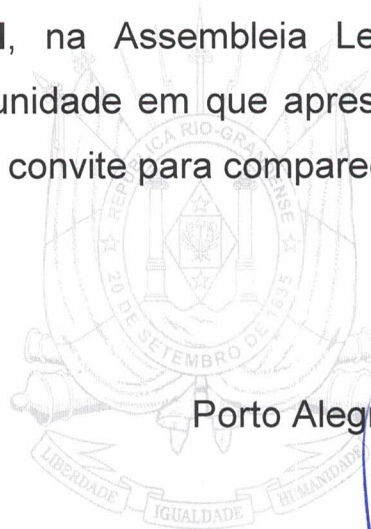 l, na Assembleia Le
unidade em que apres
convite para compare
REPÚBLICA RIO-GRANDENSE
20 DE SETEMBRO DE 1835
Porto Aleg
LIBERDADE IGUALDADE HUMANIDADE